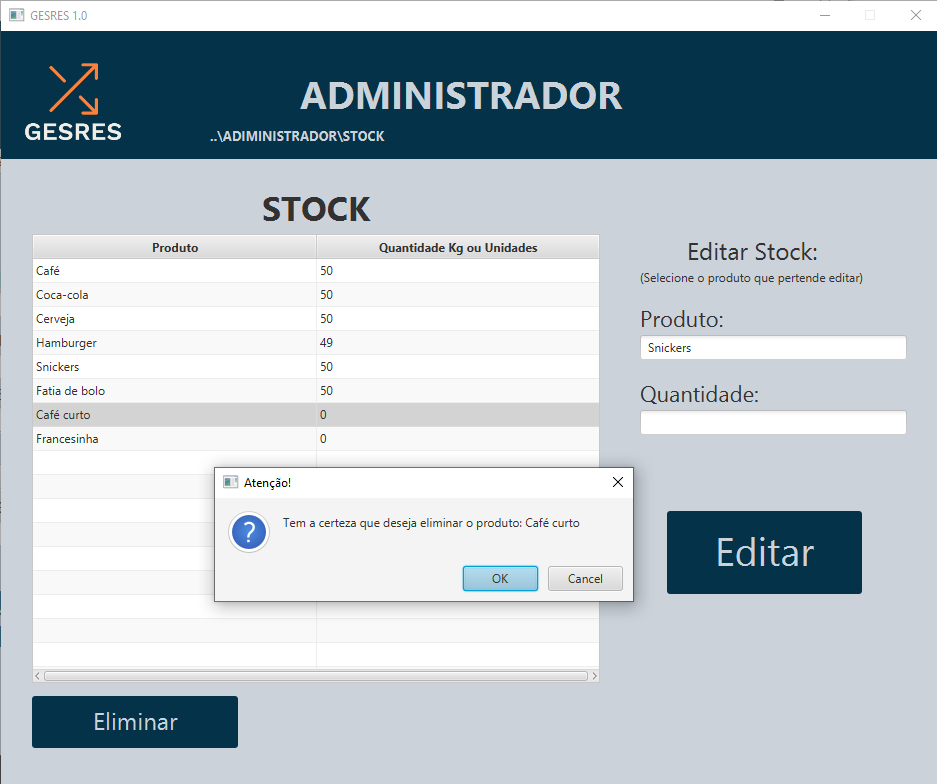 GESRES 1.0
ADMINISTRADOR
GESRES
..\ADIMINISTRADOR\STOCK
STOCK
Produto Quantidade Kg ou Unidades
Café 50
Coca-cola 50
Cerveja 50
Hamburger 49
Snickers 50
Fatia de bolo 50
Café curto 0
Francesinha 0
Editar Stock:
(Selecione o produto que pertende editar)
Produto:
Snickers
Quantidade:
Atenção!
?
Tem a certeza que deseja eliminar o produto: Café curto
OK Cancel
Editar
Eliminar